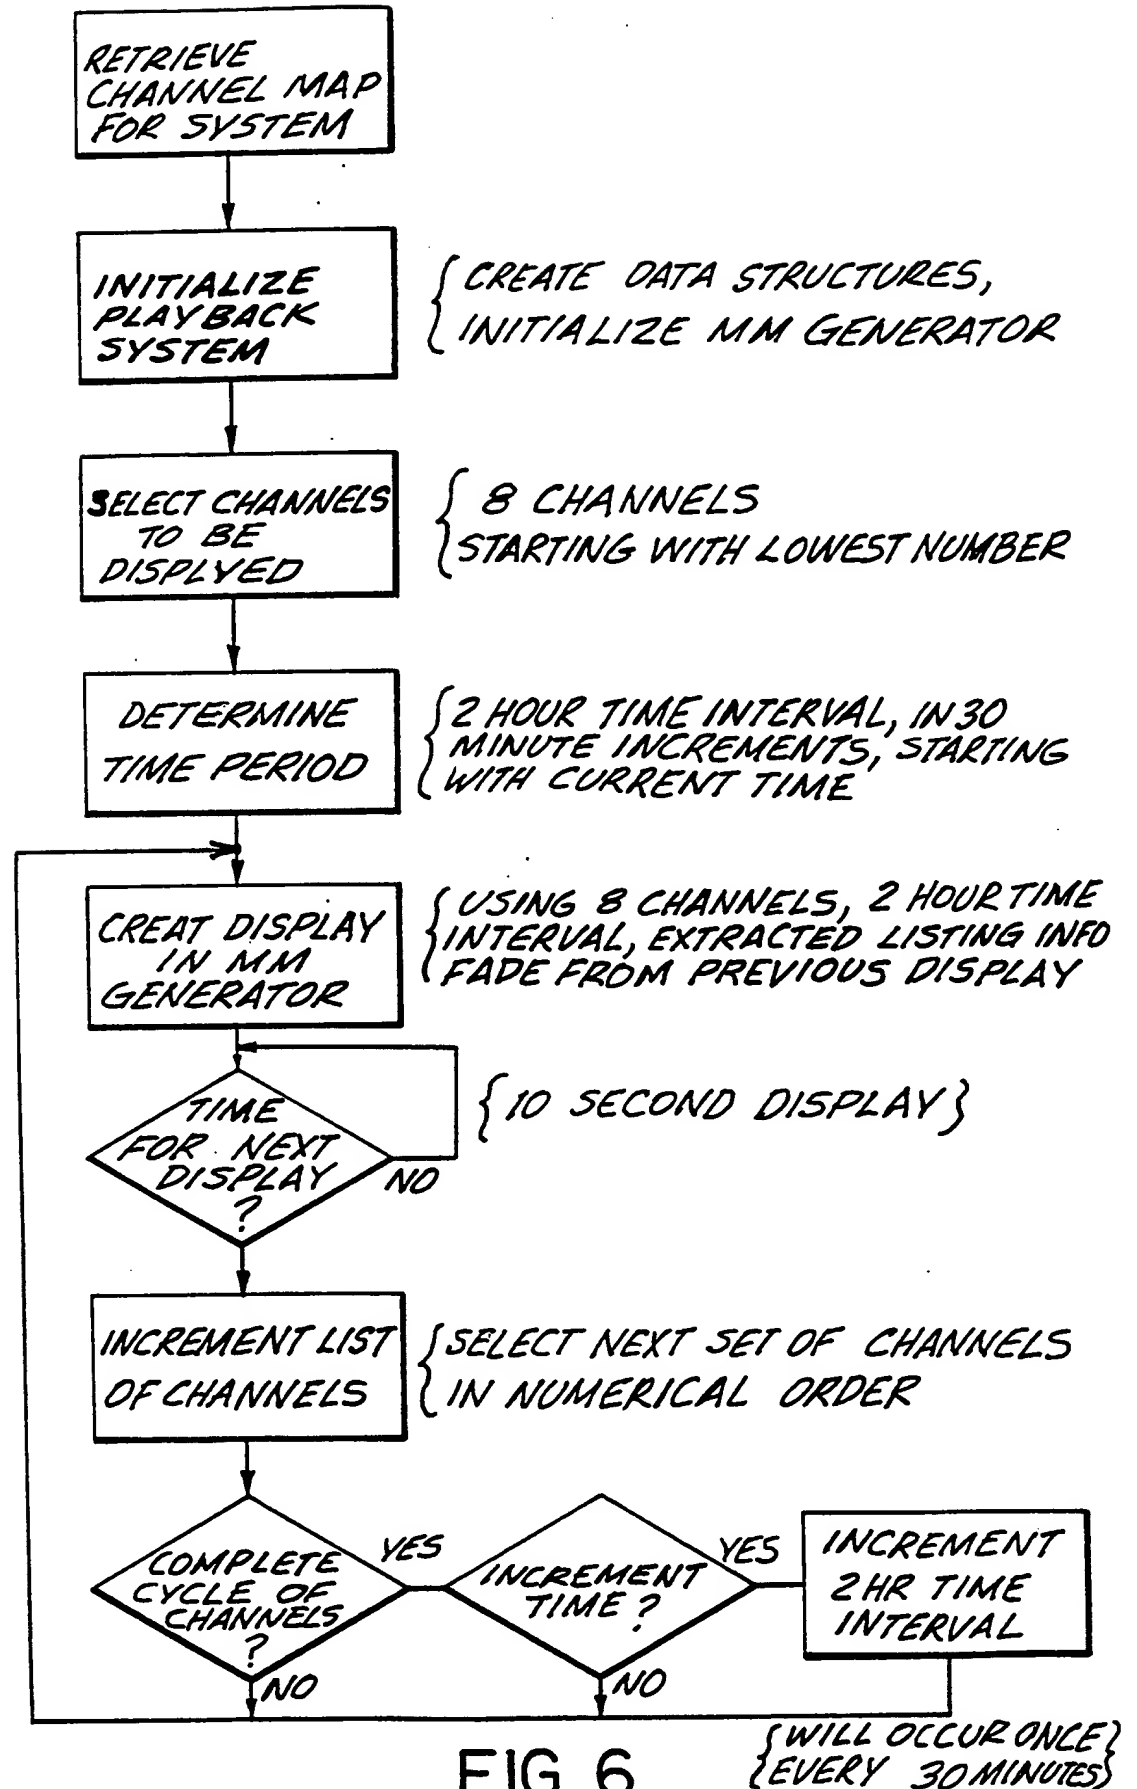 RETRIEVE
CHANNEL MAP
FOR SYSTEM
INITIALIZE
PLAYBACK
SYSTEM
{ CREATE DATA STRUCTURES,
INITIALIZE MM GENERATOR
SELECT CHANNELS
TO BE
DISPLYED
{ 8 CHANNELS
STARTING WITH LOWEST NUMBER
DETERMINE
TIME PERIOD
{ 2 HOUR TIME INTERVAL, IN 30
MINUTE INCREMENTS, STARTING
WITH CURRENT TIME
CREAT DISPLAY
IN MM
GENERATOR
{ USING 8 CHANNELS, 2 HOUR TIME
INTERVAL, EXTRACTED LISTING INFO
FADE FROM PREVIOUS DISPLAY
TIME
FOR NEXT
DISPLAY
?
NO
{ 10 SECOND DISPLAY }
INCREMENT LIST
OF CHANNELS
{ SELECT NEXT SET OF CHANNELS
IN NUMERICAL ORDER
COMPLETE
CYCLE OF
CHANNELS
?
YES
NO
INCREMENT
TIME?
YES
NO
INCREMENT
2 HR TIME
INTERVAL
{ WILL OCCUR ONCE }
{ EVERY 30 MINUTES }
FIG 6